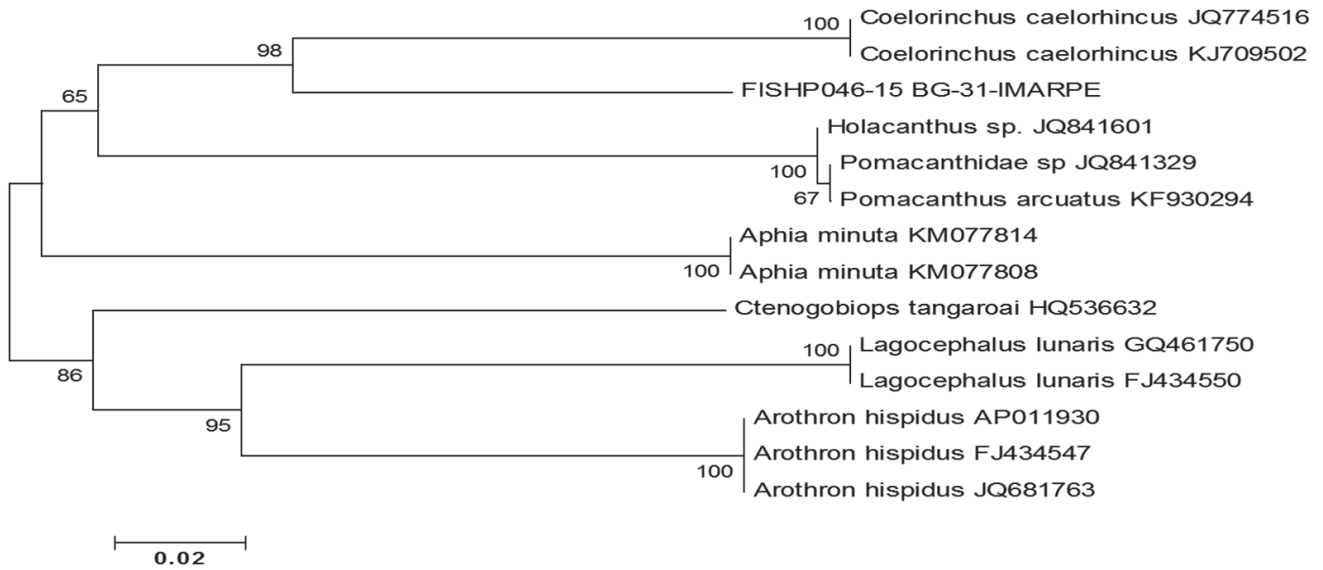 100
Coelorinchus caelorhincus JQ774516
Coelorinchus caelorhincus KJ709502
98
FISHP046-15 BG-31-IMARPE
65
Holacanthus sp. JQ841601
100
Pomacanthidae sp JQ841329
67
Pomacanthus arcuatus KF930294
Aphia minuta KM077814
100
Aphia minuta KM077808
Ctenogobiops tangaroai HQ536632
86
100
Lagocephalus lunaris GQ461750
Lagocephalus lunaris FJ434550
95
Arothron hispidus AP011930
Arothron hispidus FJ434547
100
Arothron hispidus JQ681763
0.02